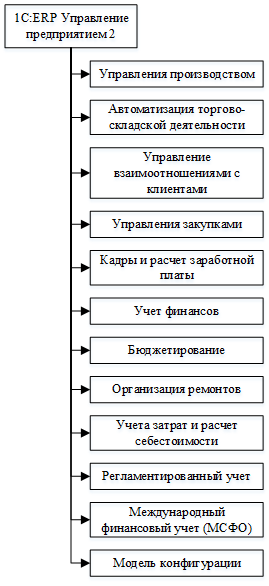 1С:ERP Управление
предприятием 2
Управления производством
Автоматизация торгово-
складской деятельности
Управление
взаимоотношениями с
клиентами
Управления закупками
Кадры и расчет заработной
платы
Учет финансов
Бюджетирование
Организация ремонтов
Учета затрат и расчет
себестоимости
Регламентированный учет
Международный
финансовый учет (МСФО)
Модель конфигурации